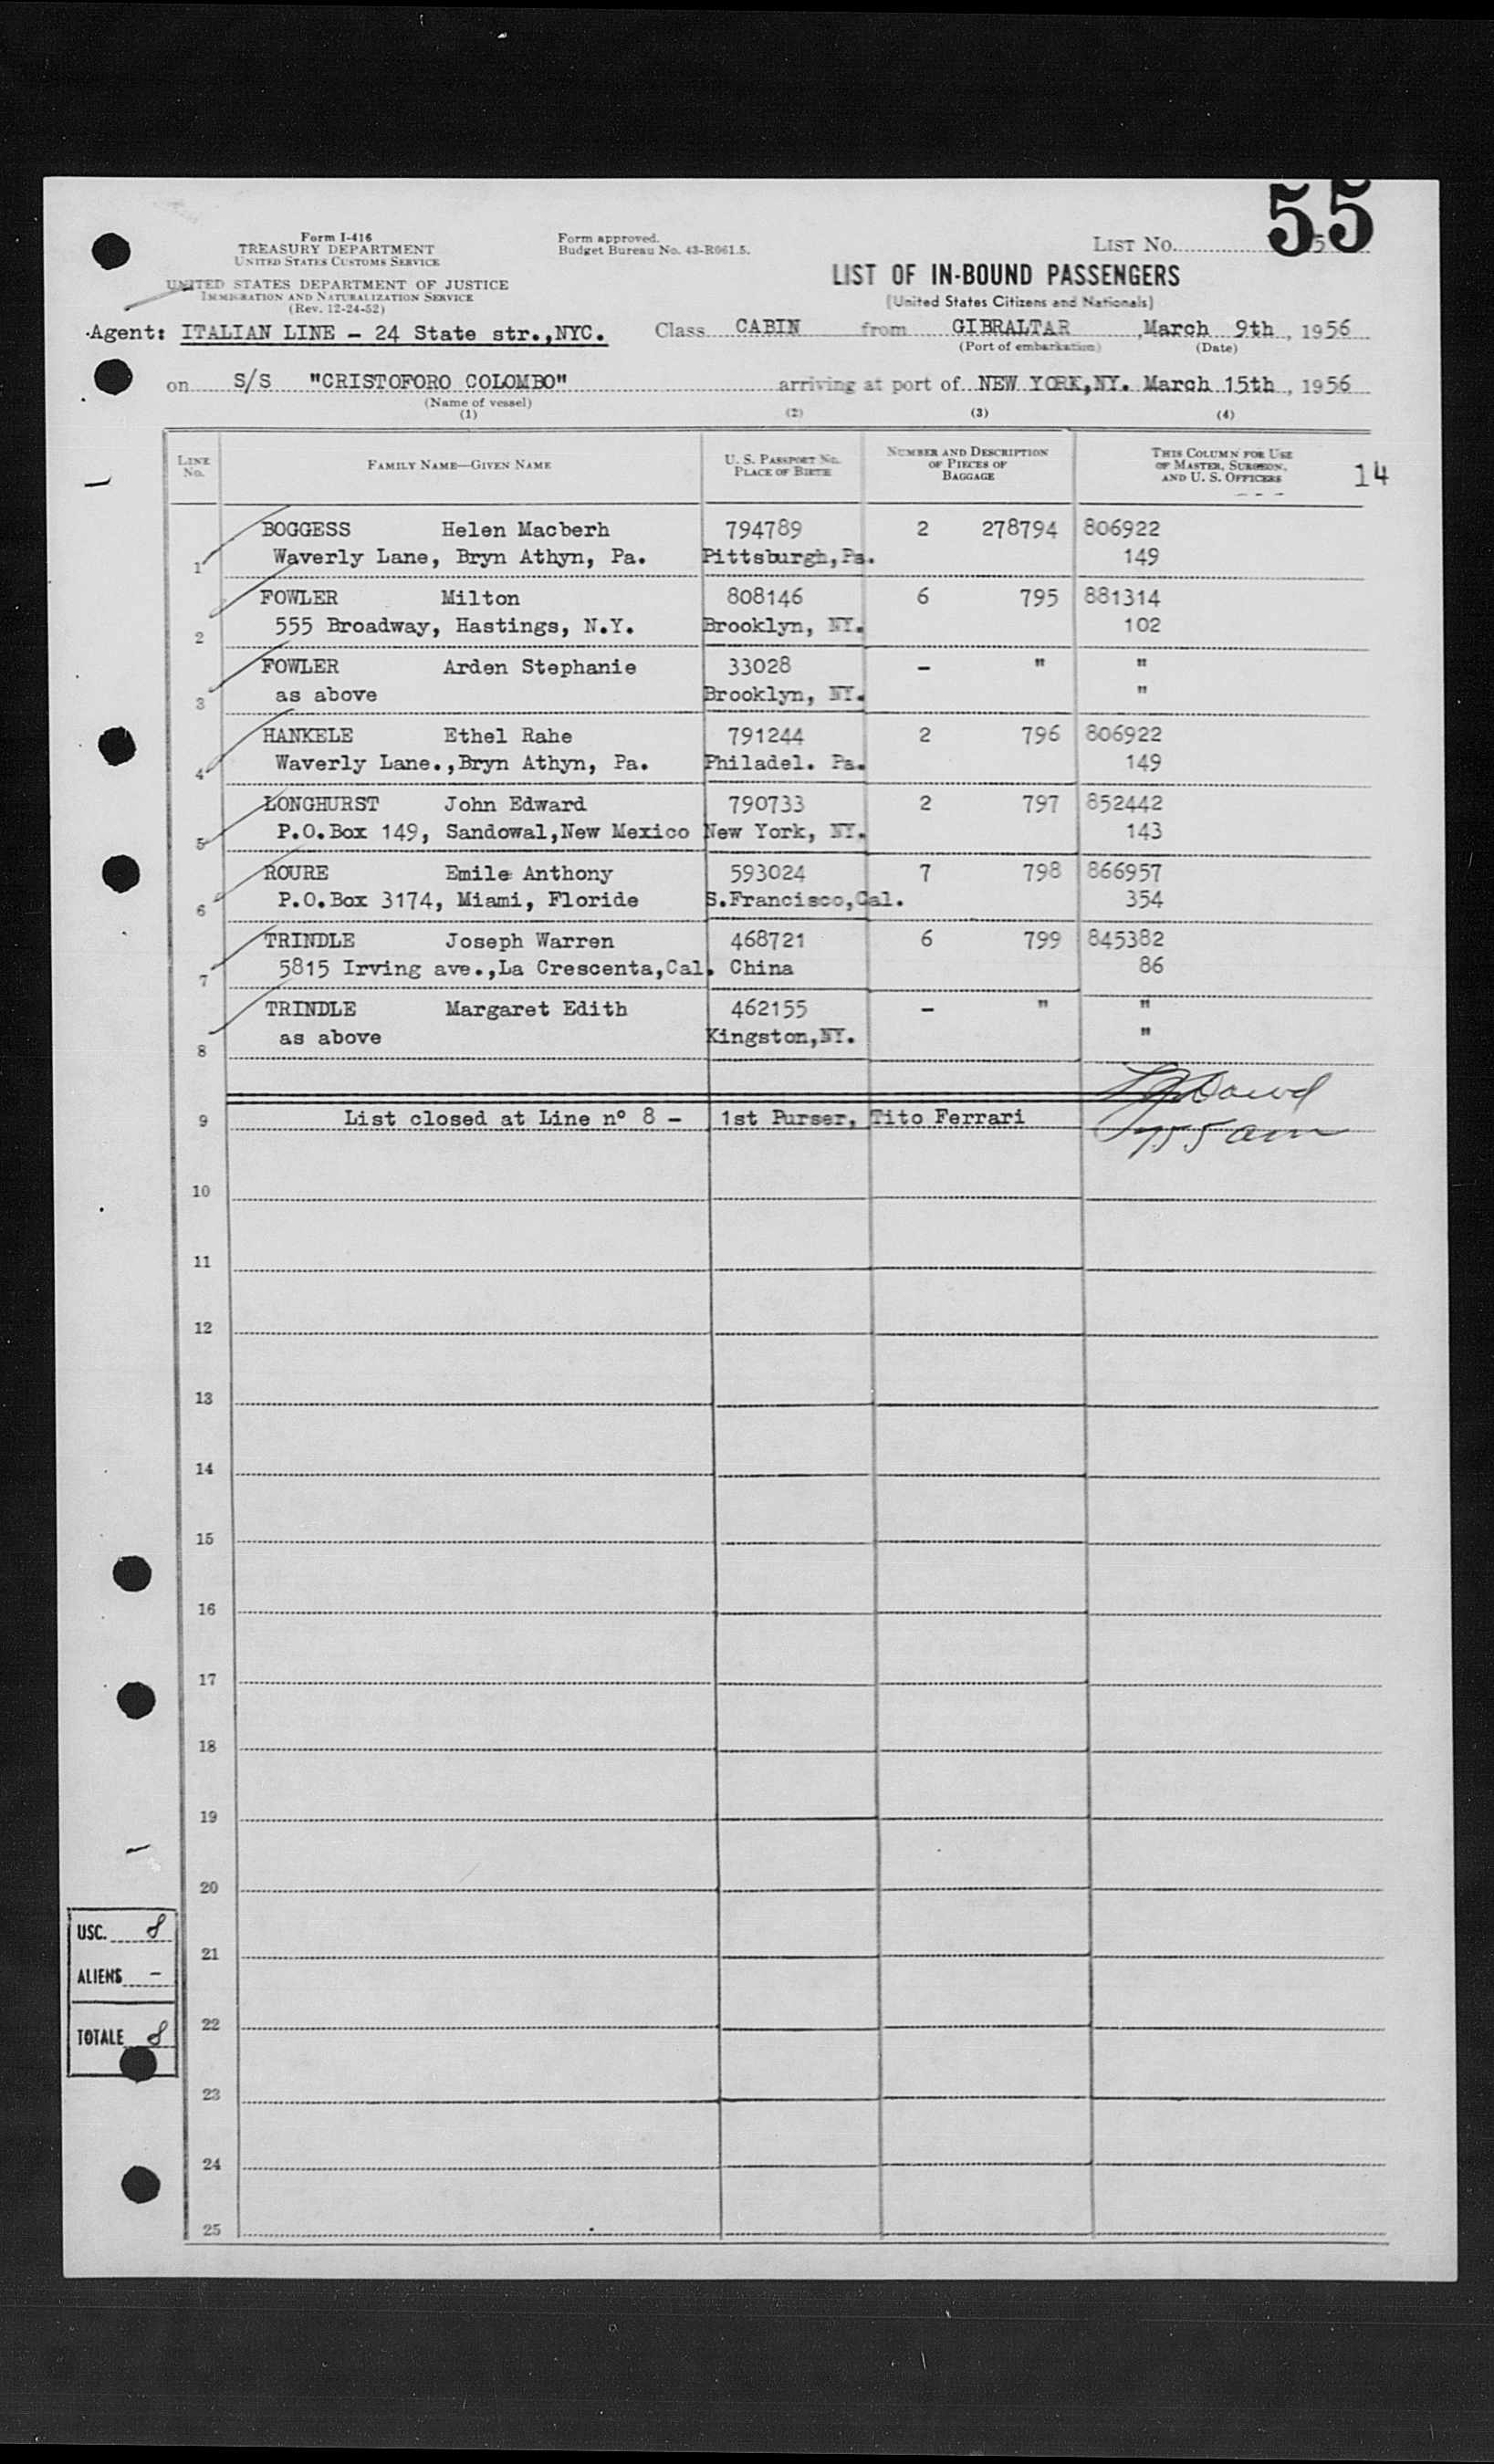 55
Form I-416
TREASURY DEPARTMENT
UNITED STATES CUSTOMS SERVICE
UNITED STATES DEPARTMENT OF JUSTICE
IMMIGRATION AND NATURALIZATION SERVICE
(Rev. 12-24-52)
Form approved.
Budget Bureau No. 43-R061.5.
LIST No. 5
LIST OF IN-BOUND PASSENGERS
(United States Citizens and Nationals)
Agent: ITALIAN LINE - 24 State str.,NYC. Class CABIN from GIBRALTAR , March 9th , 1956
(Port of embarkation) (Date)
on S/S "CRISTOFORO COLOMBO" arriving at port of NEW YORK,NY. March 15th , 1956
(Name of vessel)
(1) (2) (3) (4)
LINE No. FAMILY NAME—GIVEN NAME U. S. PASSPORT NO. PLACE OF BIRTH NUMBER AND DESCRIPTION OF PIECES OF BAGGAGE THIS COLUMN FOR USE OF MASTER, SURGEON, AND U. S. OFFICERS 14
BOGGESS Helen Macberh 794789 2 278794 806922
1 Waverly Lane, Bryn Athyn, Pa. Pittsburgh,Pa. 149
FOWLER Milton 808146 6 795 881314
2 555 Broadway, Hastings, N.Y. Brooklyn, NY. 102
FOWLER Arden Stephanie 33028 - " "
3 as above Brooklyn, NY. "
HANKELE Ethel Rahe 791244 2 796 806922
4 Waverly Lane.,Bryn Athyn, Pa. Philadel. Pa. 149
LONGHURST John Edward 790733 2 797 852442
5 P.O.Box 149, Sandowal,New Mexico New York, NY. 143
ROURE Emile Anthony 593024 7 798 866957
6 P.O.Box 3174, Miami, Floride S.Francisco,Cal. 354
TRINDLE Joseph Warren 468721 6 799 845382
7 5815 Irving ave.,La Crescenta,Cal. China 86
TRINDLE Margaret Edith 462155 - " "
8 as above Kingston,NY. "
9 List closed at Line n° 8 - 1st Purser, Tito Ferrari
10
11
12
13
14
15
16
17
18
19
20
USC. 8
21
ALIENS -
22
TOTALE 8
23
24
25